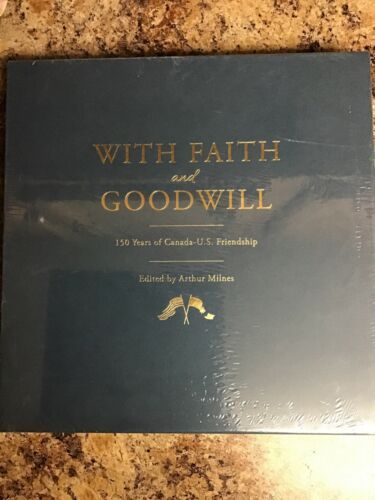 WITH FAITH
and
GOODWILL
150 Years of Canada-U.S. Friendship
Edited by Arthur Milnes